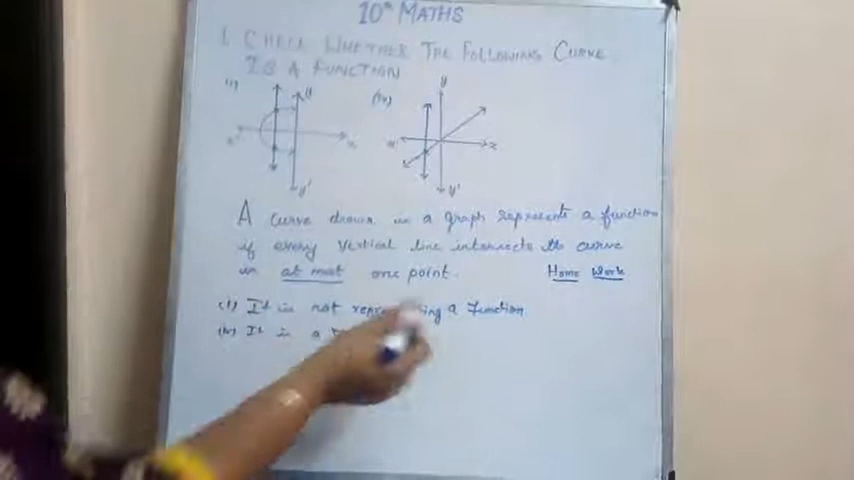 10th MATHS
1. CHECK WHETHER THE FOLLOWING CURVE
IS A FUNCTION
(i) y (iv) y
x' x x' x
y' y'
A curve drawn in a graph represents a function
if every vertical line intersects the curve
in at most one point. Home Work
(i) It is not representing a function
(iv) It is a